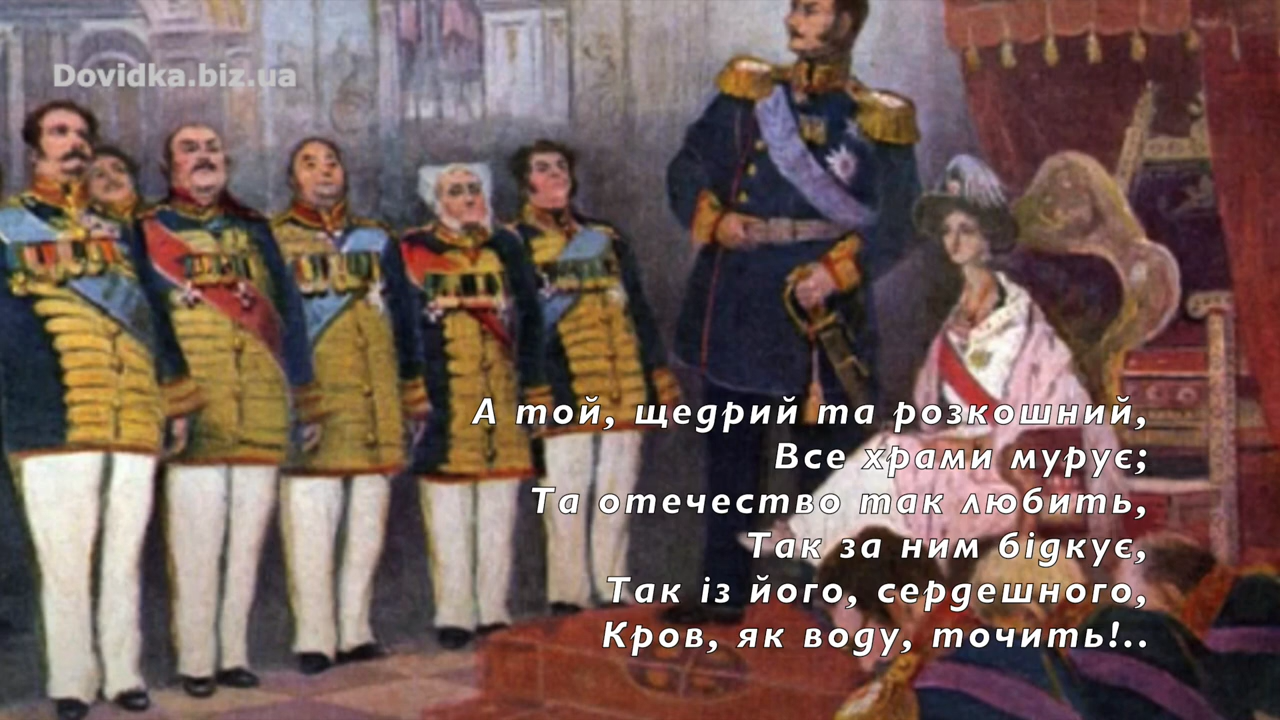 Dovidka.biz.ua
А той, щедрий та розкошний,
Все храми мурує;
Та отечество так любить,
Так за ним бідкує,
Так із його, сердешного,
Кров, як воду, точить!..